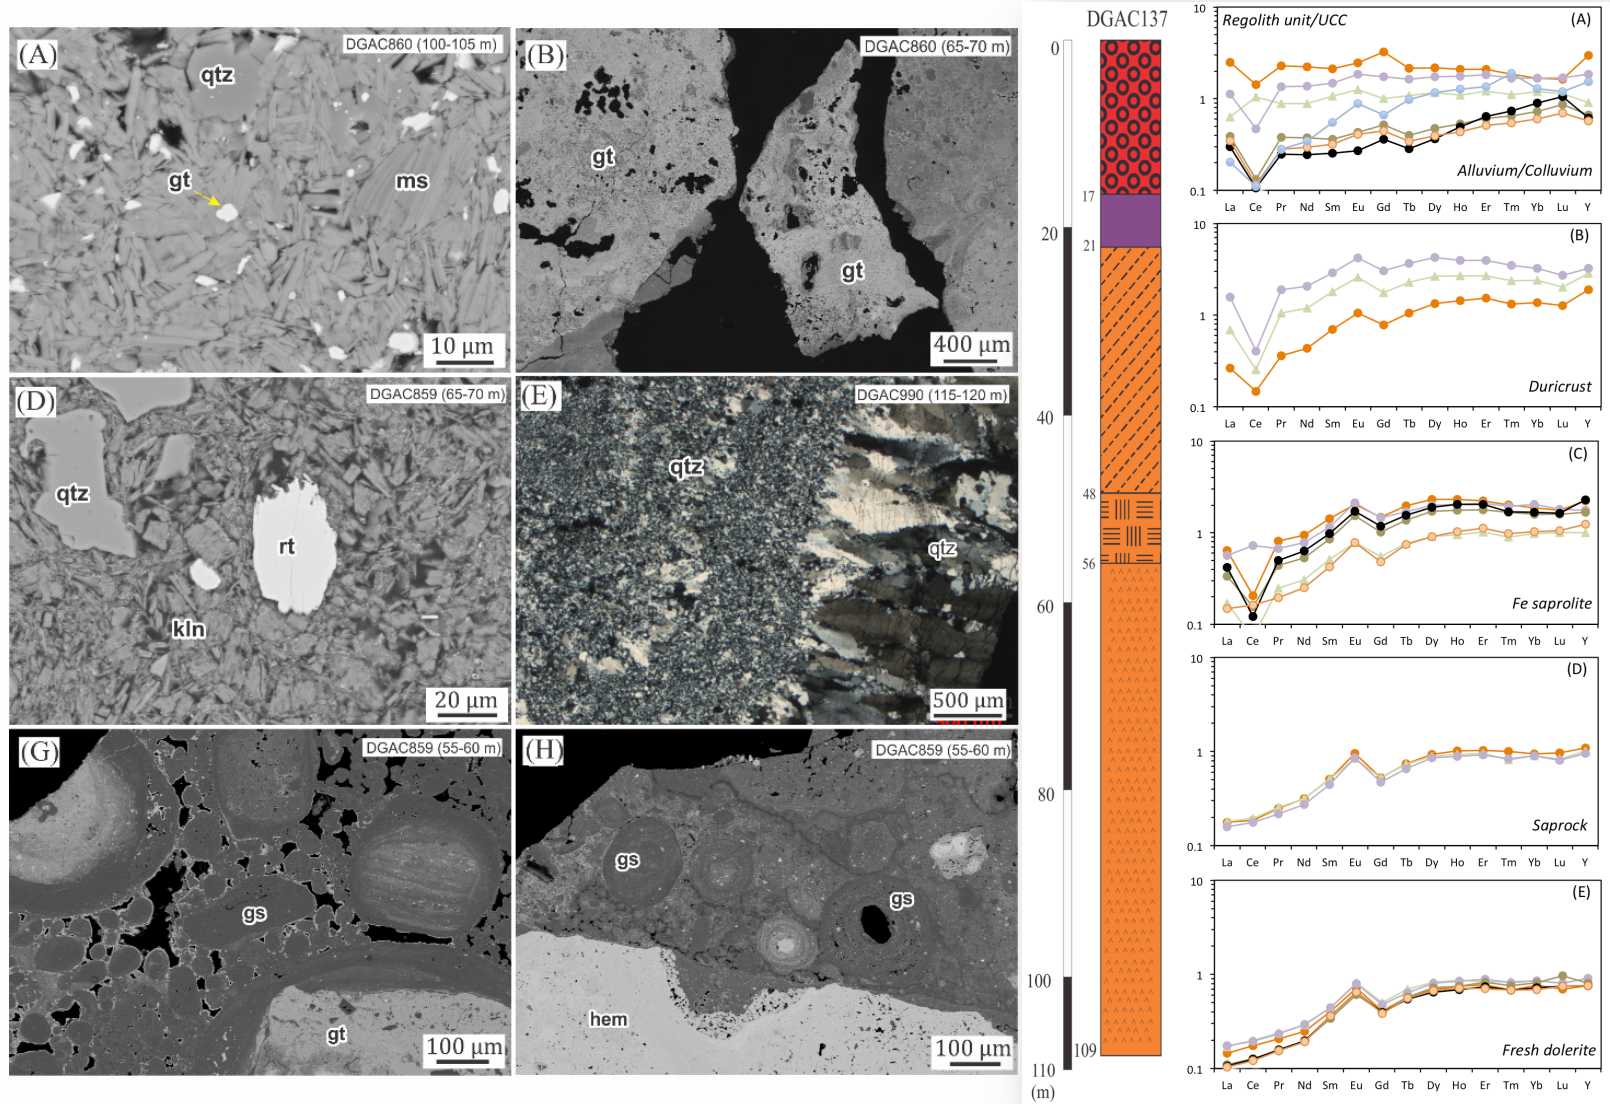 (A)
DGAC860 (100-105 m)
qtz
gt
ms
10 µm
(B)
DGAC860 (65-70 m)
gt
gt
400 µm
(D)
DGAC859 (65-70 m)
qtz
rt
kln
20 µm
(E)
DGAC990 (115-120 m)
qtz
qtz
500 µm
(G)
DGAC859 (55-60 m)
gs
gt
100 µm
(H)
DGAC859 (55-60 m)
gs
gs
hem
100 µm
DGAC137
0
17
20
21
40
48
56
60
80
100
109
110
(m)
10
Regolith unit/UCC
(A)
1
Alluvium/Colluvium
0.1
La Ce Pr Nd Sm Eu Gd Tb Dy Ho Er Tm Yb Lu Y
10
(B)
1
Duricrust
0.1
La Ce Pr Nd Sm Eu Gd Tb Dy Ho Er Tm Yb Lu Y
10
(C)
1
Fe saprolite
0.1
La Ce Pr Nd Sm Eu Gd Tb Dy Ho Er Tm Yb Lu Y
10
(D)
1
Saprock
0.1
La Ce Pr Nd Sm Eu Gd Tb Dy Ho Er Tm Yb Lu Y
10
(E)
1
Fresh dolerite
0.1
La Ce Pr Nd Sm Eu Gd Tb Dy Ho Er Tm Yb Lu Y